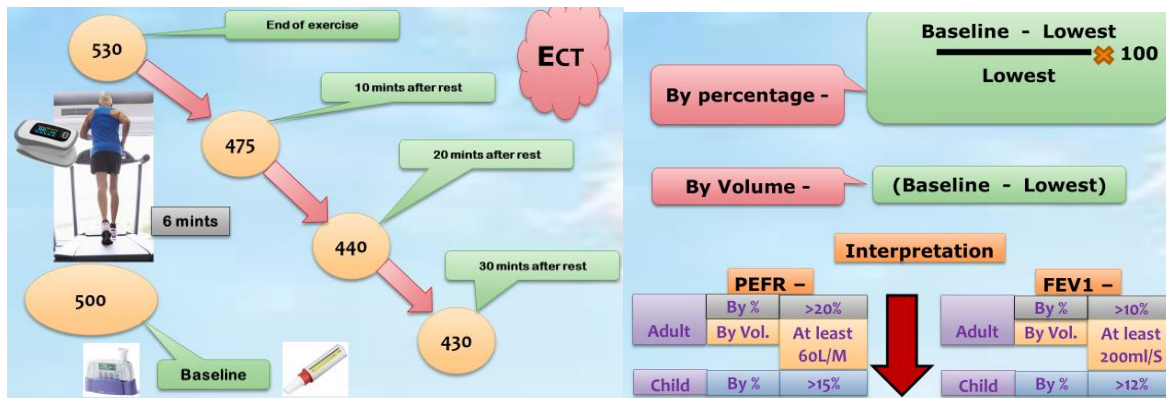 530
End of exercise
ECT
10 mints after rest
475
20 mints after rest
6 mints
440
30 mints after rest
500
430
Baseline
By percentage -
Baseline - Lowest
Lowest
✖ 100
By Volume -
(Baseline - Lowest)
Interpretation
PEFR –
Adult
By %
>20%
By Vol.
At least
60L/M
Child
By %
>15%
FEV1 –
Adult
By %
>10%
By Vol.
At least
200ml/S
Child
By %
>12%